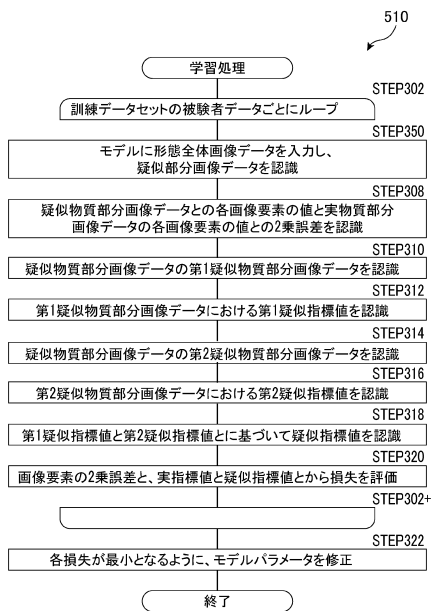 510
学習処理
STEP302
訓練データセットの被験者データごとにループ
STEP350
モデルに形態全体画像データを入力し、
疑似部分画像データを認識
STEP308
疑似物質部分画像データとの各画像要素の値と実物質部分
画像データの各画像要素の値との2乗誤差を認識
STEP310
疑似物質部分画像データの第1疑似物質部分画像データを認識
STEP312
第1疑似物質部分画像データにおける第1疑似指標値を認識
STEP314
疑似物質部分画像データの第2疑似物質部分画像データを認識
STEP316
第2疑似物質部分画像データにおける第2疑似指標値を認識
STEP318
第1疑似指標値と第2疑似指標値とに基づいて疑似指標値を認識
STEP320
画像要素の2乗誤差と、実指標値と疑似指標値とから損失を評価
STEP302+
STEP322
各損失が最小となるように、モデルパラメータを修正
終了